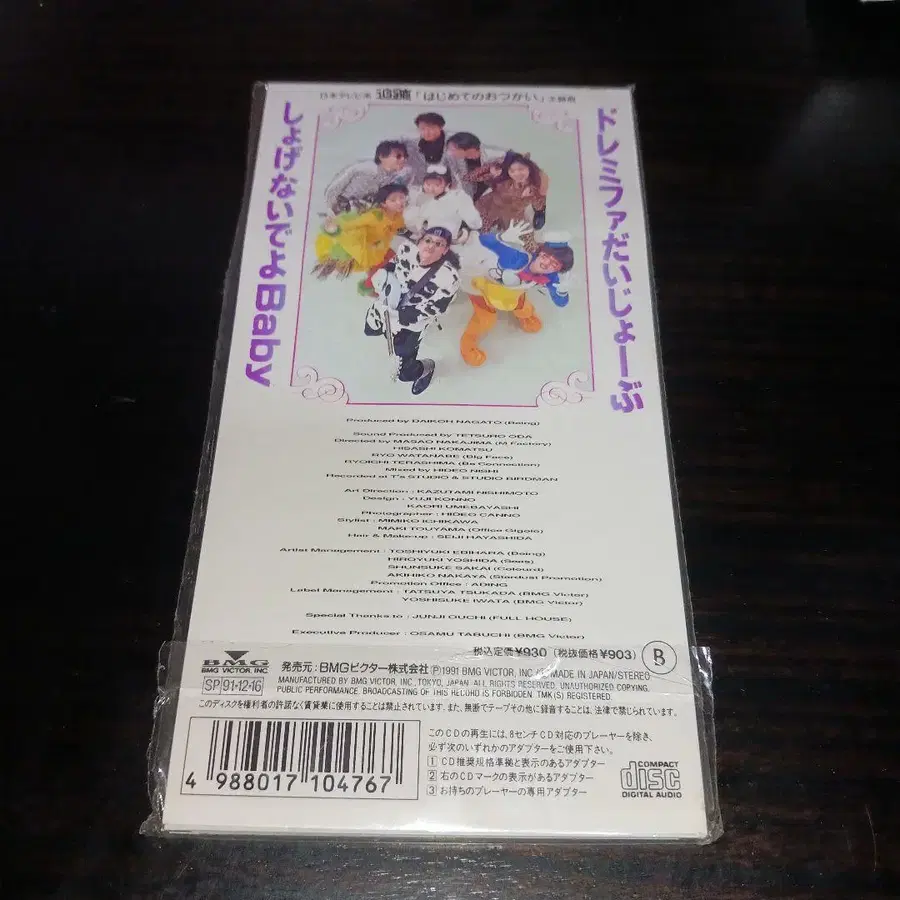 日本テレビ系 追跡「はじめてのおつかい」主題歌
ドレミファだいじょーぶ
しょげないでよBaby
Produced by DAIKOH NAGATO (Being)
Sound Produced by TETSURO ODA
Directed by MASAO NAKAJIMA (M Factory)
HISASHI KOMATSU
RYO WATANABE (Big Face)
RYOICHI TERASHIMA (Be Connection)
Mixed by HIDEO NISHI
Recorded at T's STUDIO & STUDIO BIRDMAN
Art Direction : KAZUTAMI NISHIMOTO
Design : YUJI KONNO
KAORI UMEBAYASHI
Photographer : HIDEO CANNO
Stylist : MIMIKO ICHIKAWA
MAKI TOUYAMA (Office Gigolo)
Hair & Make-up : SEIJI HAYASHIDA
Artist Management : TOSHIYUKI EBIHARA (Being)
HIROYUKI YOSHIDA (Sews)
SHUNSUKE SAKAI (Colourd)
AKIHIKO NAKAYA (Stardust Promotion)
Promotion Office : ADING
Label Management : TATSUYA TSUKADA (BMG Victor)
YOSHISUKE IWATA (BMG Victor)
Special Thanks to : JUNJI OUCHI (FULL HOUSE)
Executive Producer : OSAMU TABUCHI (BMG Victor)
税込定価¥930 (税抜価格¥903) B
BMG
BMG VICTOR, INC.
SP 91・12・16
発売元:BMGビクター株式会社 Ⓟ1991 BMG VICTOR, INC. MADE IN JAPAN/STEREO
MANUFACTURED BY BMG VICTOR, INC., TOKYO, JAPAN. ALL RIGHTS RESERVED. UNAUTHORIZED COPYING.
PUBLIC PERFORMANCE. BROADCASTING OF THIS RECORD IS FORBIDDEN. TMK(S) REGISTERED.
このディスクを権利者の許諾なく賃貸業に使用することは禁止されています。また、無断でテープその他に録音することは、法律で禁じられています。
4 988017 104767
このCDの再生には、8センチCD対応のプレーヤーを除き、
必ず次のいずれかのアダプターをご使用下さい。
1 CD推奨規格準拠と表示のあるアダプター
2 右のCDマークの表示があるアダプター
3 お持ちのプレーヤーの専用アダプター
COMPACT
disc
DIGITAL AUDIO